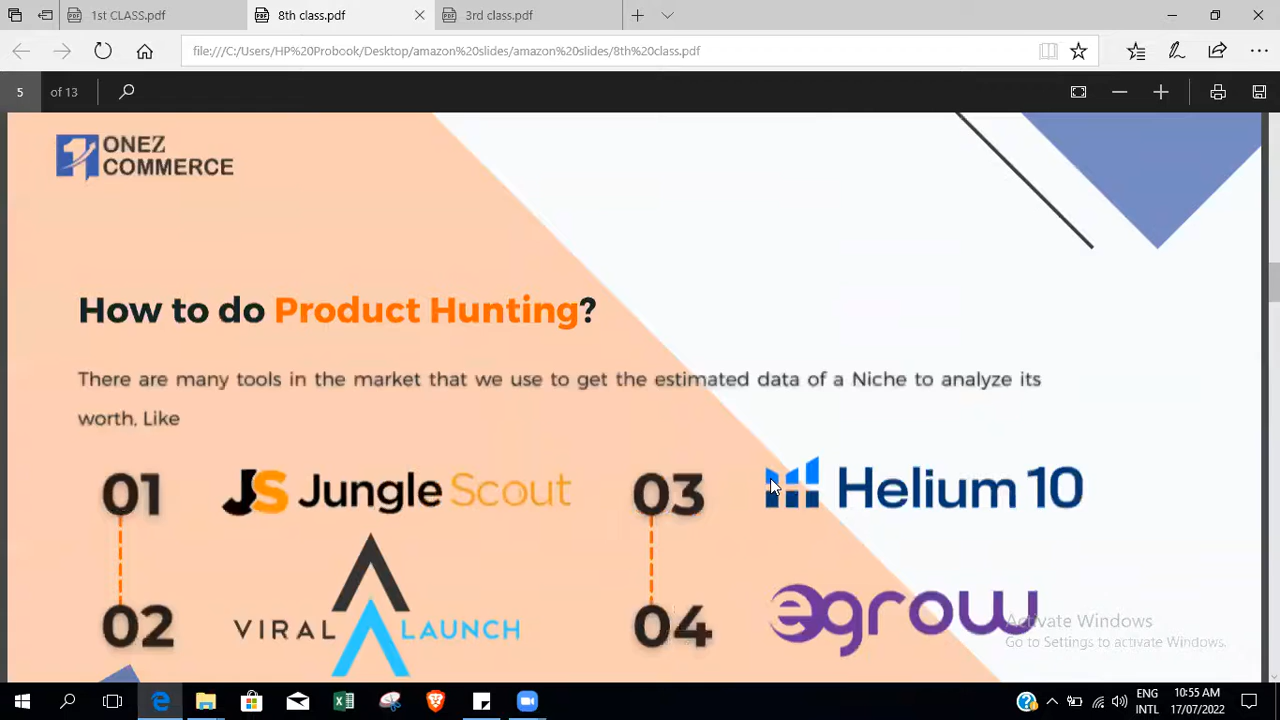 1st CLASS.pdf
8th class.pdf
3rd class.pdf
file:///C:/Users/HP%20Probook/Desktop/amazon%20slides/amazon%20slides/8th%20class.pdf
5 of 13
ONEZ
COMMERCE
How to do Product Hunting?
There are many tools in the market that we use to get the estimated data of a Niche to analyze its
worth. Like
01 JS Jungle Scout
03 Helium 10
02 VIRAL LAUNCH
04 egrow
Activate Windows
Go to Settings to activate Windows.
ENG
INTL
10:55 AM
17/07/2022